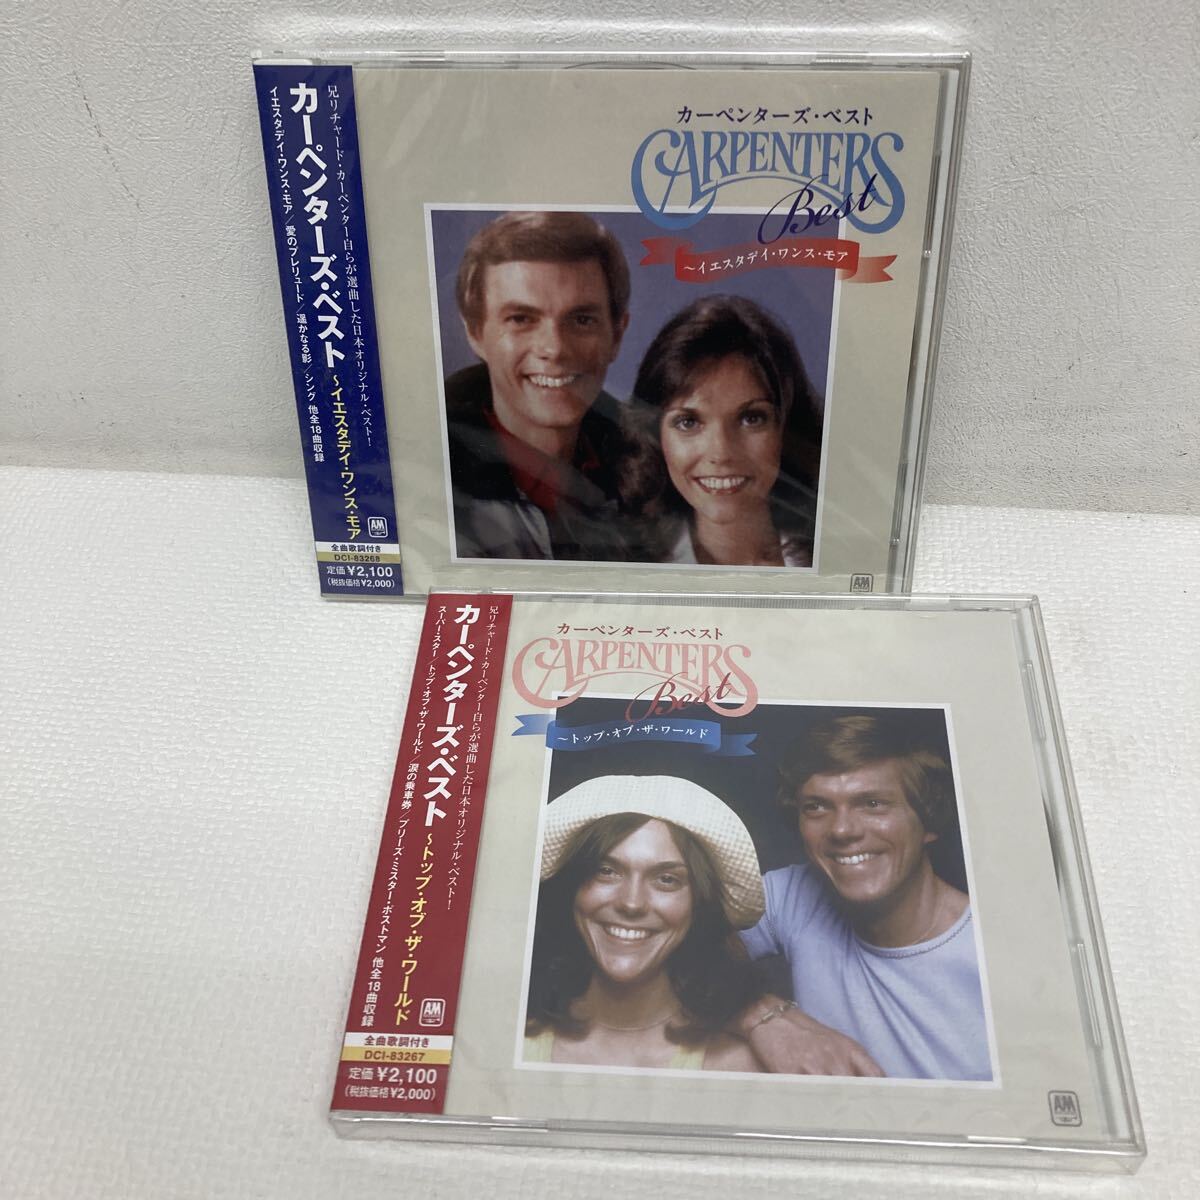 兄リチャード・カーペンター自らが選曲した日本オリジナル・ベスト!
カーペンターズ・ベスト
~イエスタデイ・ワンス・モア
イエスタデイ・ワンス・モア/愛のプレリュード/遥かなる影/シング 他全18曲収録
AM
全曲歌詞付き
DCI-83268
定価¥2,100
(税抜価格¥2,000)
カーペンターズ・ベスト
CARPENTERS
Best
~イエスタデイ・ワンス・モア
AM
兄リチャード・カーペンター自らが選曲した日本オリジナル・ベスト!
カーペンターズ・ベスト
~トップ・オブ・ザ・ワールド
スーパー・スター/トップ・オブ・ザ・ワールド/涙の乗車券/プリーズ・ミスター・ポストマン 他全18曲収録
AM
全曲歌詞付き
DCI-83267
定価¥2,100
(税抜価格¥2,000)
カーペンターズ・ベスト
CARPENTERS
Best
~トップ・オブ・ザ・ワールド
AM